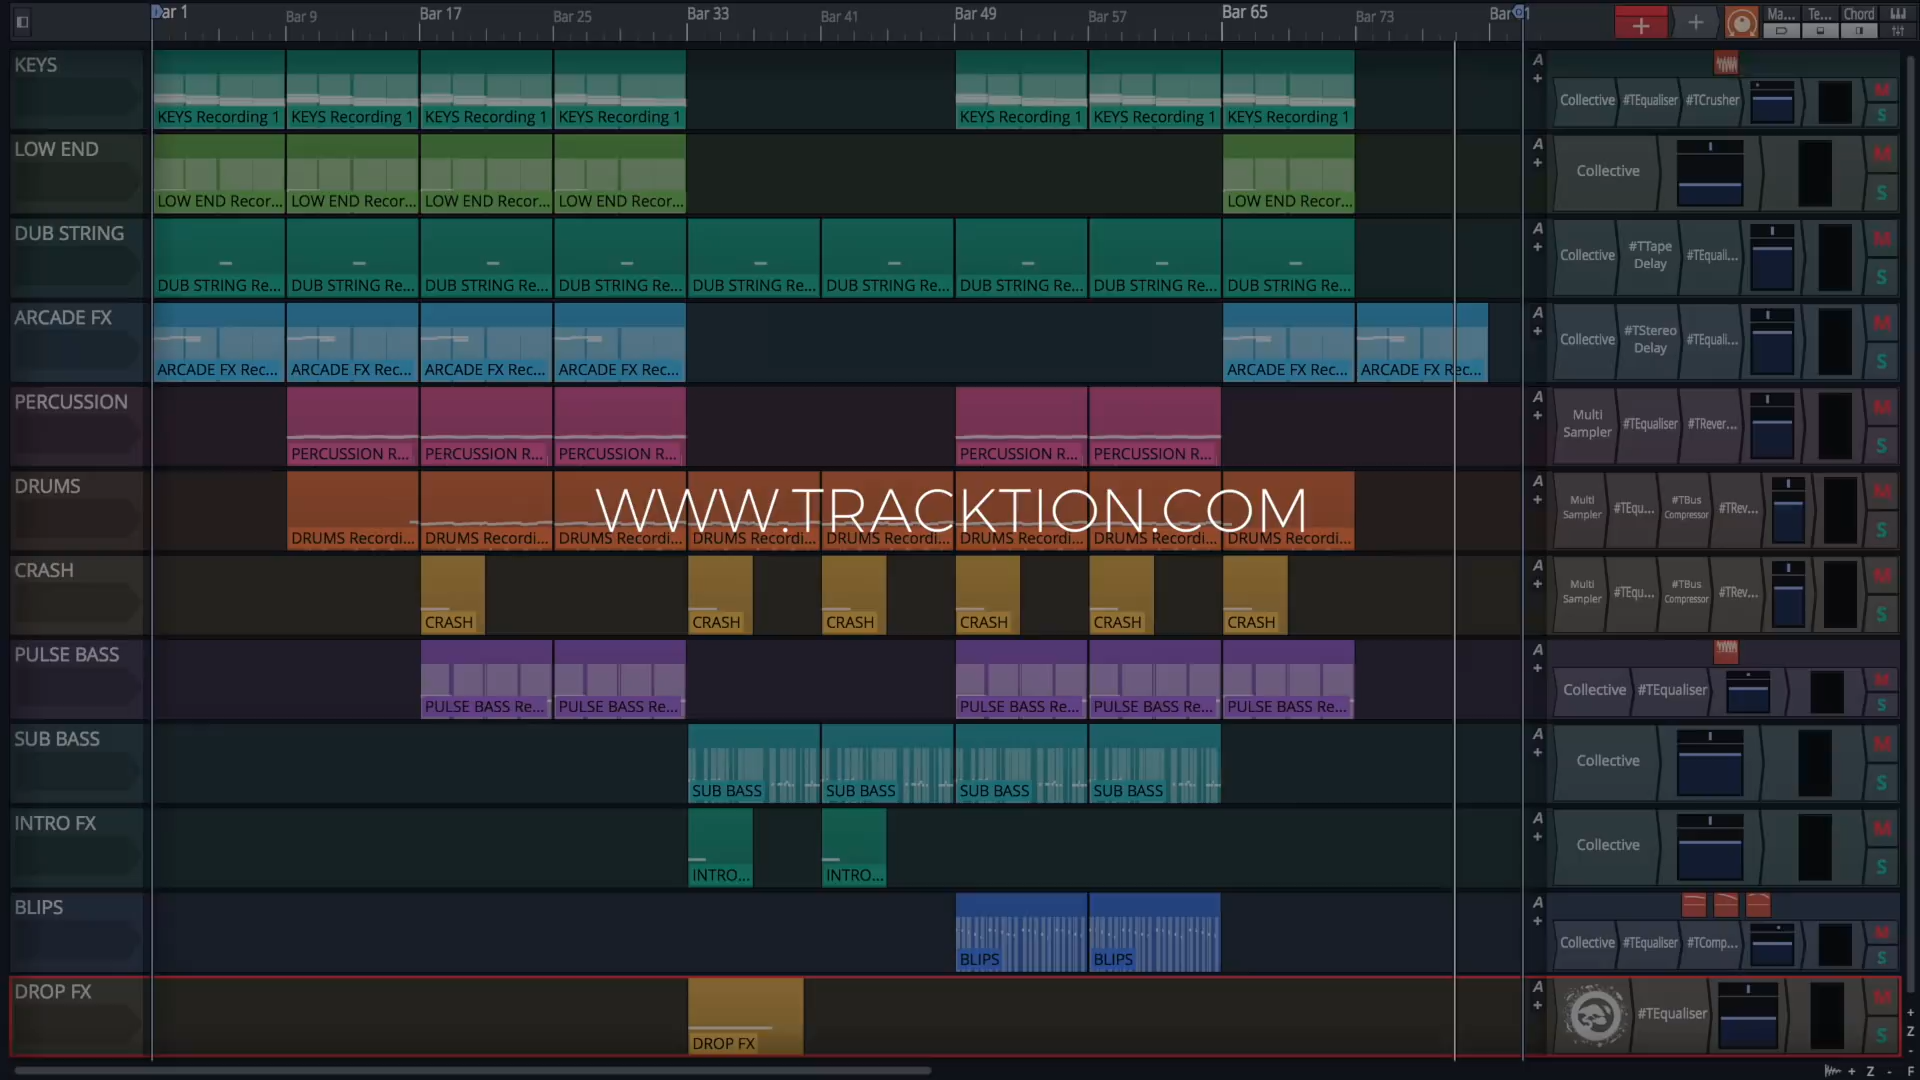 Bar 1 Bar 9 Bar 17 Bar 25 Bar 33 Bar 41 Bar 49 Bar 57 Bar 65 Bar 73 Ma... Te... Chord
KEYS KEYS Recording 1 KEYS Recording 1 KEYS Recording 1 KEYS Recording 1 KEYS Recording 1 KEYS Recording 1 KEYS Recording 1 A + Collective #TEqualiser #TCrusher M S
LOW END LOW END Recor... LOW END Recor... LOW END Recor... LOW END Recor... LOW END Recor... A + Collective M S
DUB STRING DUB STRING Re... DUB STRING Re... DUB STRING Re... DUB STRING Re... DUB STRING Re... DUB STRING Re... DUB STRING Re... DUB STRING Re... DUB STRING Re... A + Collective #TTape Delay #TEquali... M S
ARCADE FX ARCADE FX Rec... ARCADE FX Rec... ARCADE FX Rec... ARCADE FX Rec... ARCADE FX Rec... ARCADE FX Rec... A + Collective #TStereo Delay #TEquali... M S
PERCUSSION PERCUSSION R... PERCUSSION R... PERCUSSION R... PERCUSSION R... PERCUSSION R... A + Multi Sampler #TEqualiser #TRever... M S
WWW.TRACKTION.COM
DRUMS DRUMS Recordi... DRUMS Recordi... DRUMS Recordi... DRUMS Recordi... DRUMS Recordi... DRUMS Recordi... DRUMS Recordi... DRUMS Recordi... A + Multi Sampler #TEqu... #TBus Compressor #TRev... M S
CRASH CRASH CRASH CRASH CRASH CRASH CRASH A + Multi Sampler #TEqu... #TBus Compressor #TRev... M S
PULSE BASS PULSE BASS Re... PULSE BASS Re... PULSE BASS Re... PULSE BASS Re... PULSE BASS Re... A + Collective #TEqualiser M S
SUB BASS SUB BASS SUB BASS SUB BASS SUB BASS A + Collective M S
INTRO FX INTRO... INTRO... A + Collective M S
BLIPS BLIPS BLIPS A + Collective #TEqualiser #TComp... M S
DROP FX DROP FX A + #TEqualiser M S
+ Z -
+ Z - F